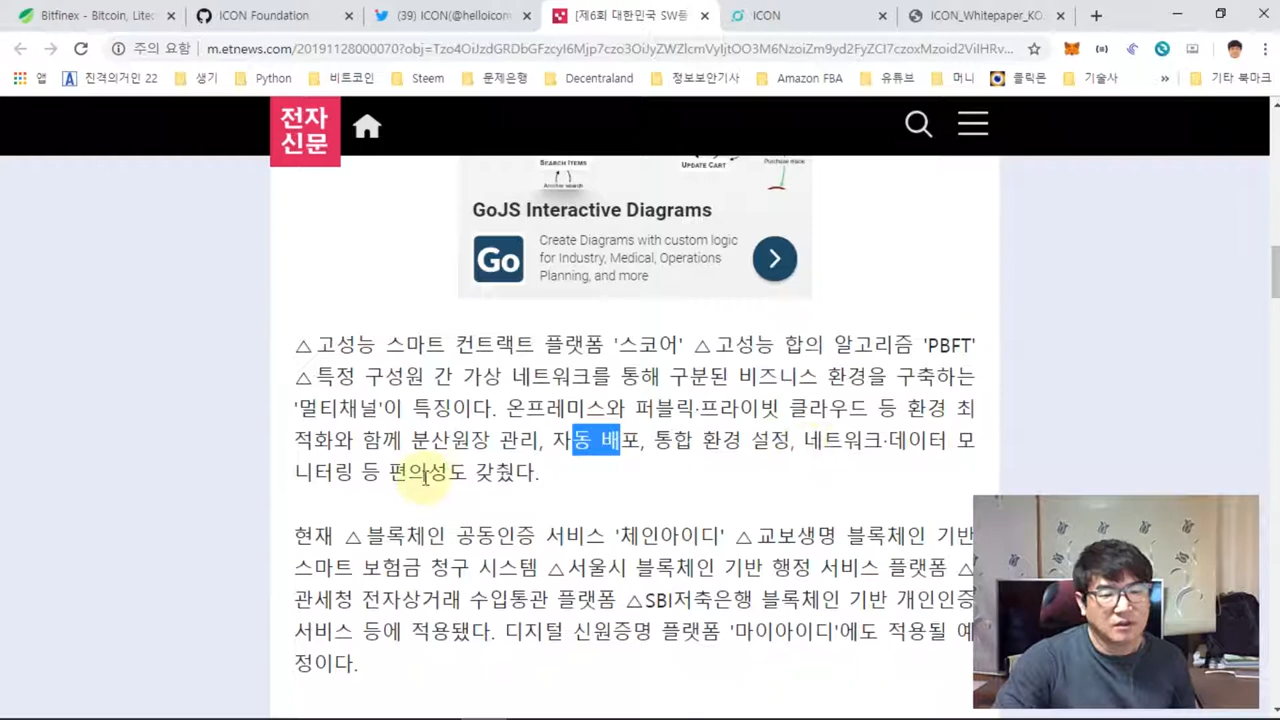 Bitfinex - Bitcoin, Litec
ICON Foundation
(39) ICON(@helloicon
[제6회 대한민국 SW품
ICON
ICON_Whitepaper_KO
주의 요함
m.etnews.com/20191128000070?obj=
앱
진격의거인 22
생기
Python
비트코인
Steem
문제은행
Decentraland
정보보안기사
Amazon FBA
유튜브
머니
클릭몬
기술사
»
기타 북마크
전자
신문
SEARCH ITEMS
Another search
UPDATE CART
Purchase made
GoJS Interactive Diagrams
Go
Create Diagrams with custom logic
for Industry, Medical, Operations
Planning, and more
△고성능 스마트 컨트랙트 플랫폼 '스코어' △고성능 합의 알고리즘 'PBFT'
△특정 구성원 간 가상 네트워크를 통해 구분된 비즈니스 환경을 구축하는
'멀티채널'이 특징이다. 온프레미스와 퍼블릭·프라이빗 클라우드 등 환경 최
적화와 함께 분산원장 관리, 자동 배포, 통합 환경 설정, 네트워크·데이터 모
니터링 등 편의성도 갖췄다.
현재 △블록체인 공동인증 서비스 '체인아이디' △교보생명 블록체인 기반
스마트 보험금 청구 시스템 △서울시 블록체인 기반 행정 서비스 플랫폼 △
관세청 전자상거래 수입통관 플랫폼 △SBI저축은행 블록체인 기반 개인인증
서비스 등에 적용됐다. 디지털 신원증명 플랫폼 '마이아이디'에도 적용될 예
정이다.